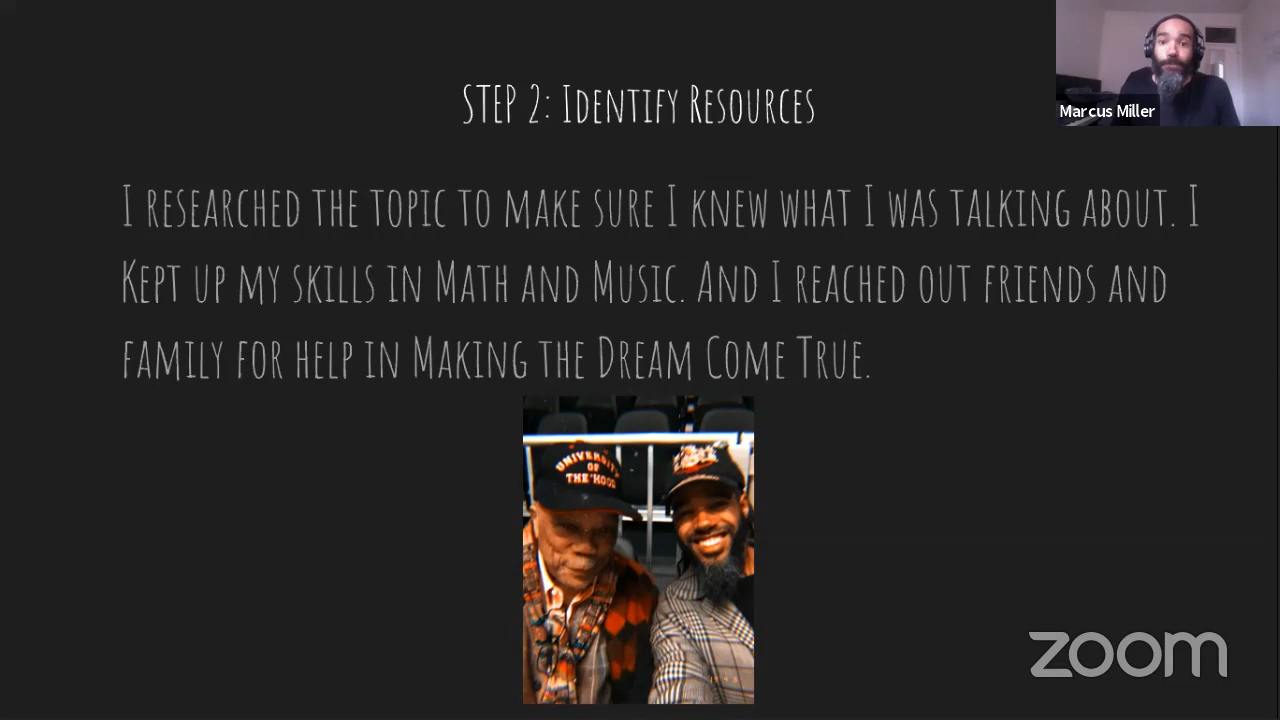 STEP 2: IDENTIFY RESOURCES
Marcus Miller
I RESEARCHED THE TOPIC TO MAKE SURE I KNEW WHAT I WAS TALKING ABOUT. I
KEPT UP MY SKILLS IN MATH AND MUSIC. AND I REACHED OUT FRIENDS AND
FAMILY FOR HELP IN MAKING THE DREAM COME TRUE.
UNIVERSITY
OF
THE 'HOOD
zoom